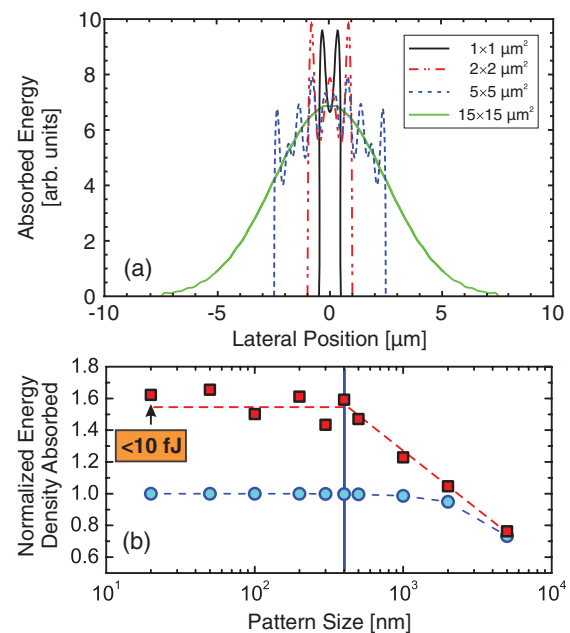 10
8
6
4
2
0
Absorbed Energy
[arb. units]
1×1 µm²
2×2 µm²
5×5 µm²
15×15 µm²
(a)
-10 -5 0 5 10
Lateral Position [µm]
1.8
1.6
1.4
1.2
1.0
0.8
0.6
Normalized Energy
Density Absorbed
<10 fJ
(b)
10¹ 10² 10³ 10⁴
Pattern Size [nm]